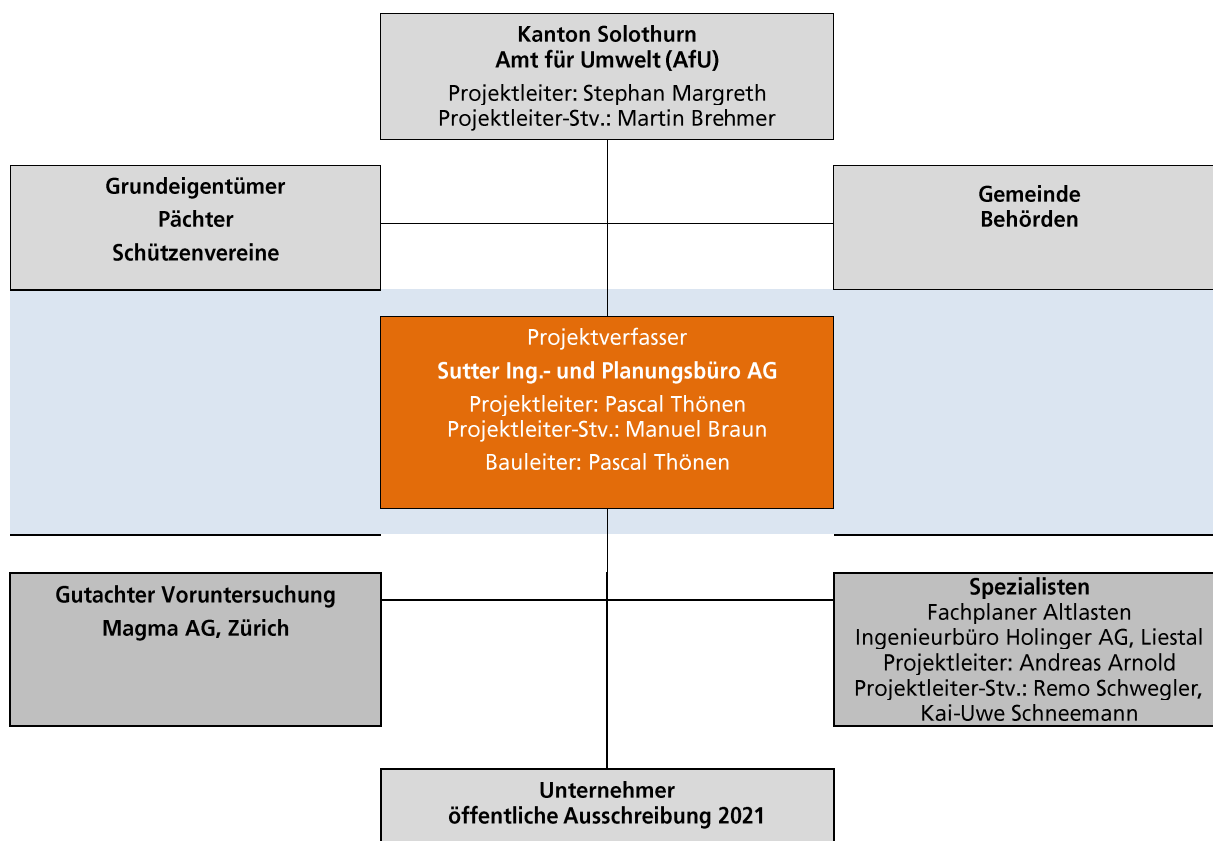 Kanton Solothurn
Amt für Umwelt (AfU)
Projektleiter: Stephan Margreth
Projektleiter-Stv.: Martin Brehmer
Grundeigentümer
Pächter
Schützenvereine
Gemeinde
Behörden
Projektverfasser
Sutter Ing.- und Planungsbüro AG
Projektleiter: Pascal Thönen
Projektleiter-Stv.: Manuel Braun
Bauleiter: Pascal Thönen
Gutachter Voruntersuchung
Magma AG, Zürich
Spezialisten
Fachplaner Altlasten
Ingenieurbüro Holinger AG, Liestal
Projektleiter: Andreas Arnold
Projektleiter-Stv.: Remo Schwegler,
Kai-Uwe Schneemann
Unternehmer
öffentliche Ausschreibung 2021